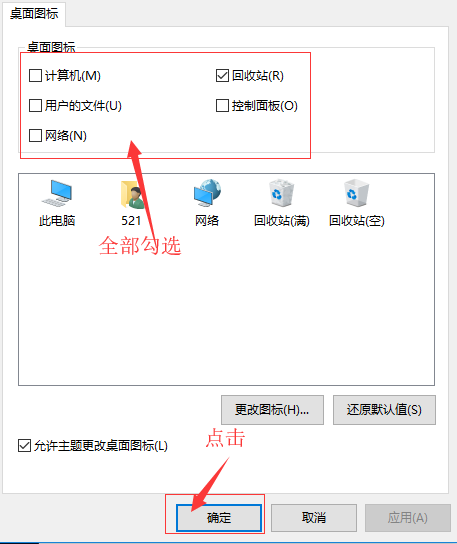 桌面图标
桌面图标
计算机(M) 回收站(R)
用户的文件(U) 控制面板(O)
网络(N)
此电脑 521 网络 回收站(满) 回收站(空)
全部勾选
更改图标(H)... 还原默认值(S)
点击
允许主题更改桌面图标(L)
确定 取消 应用(A)